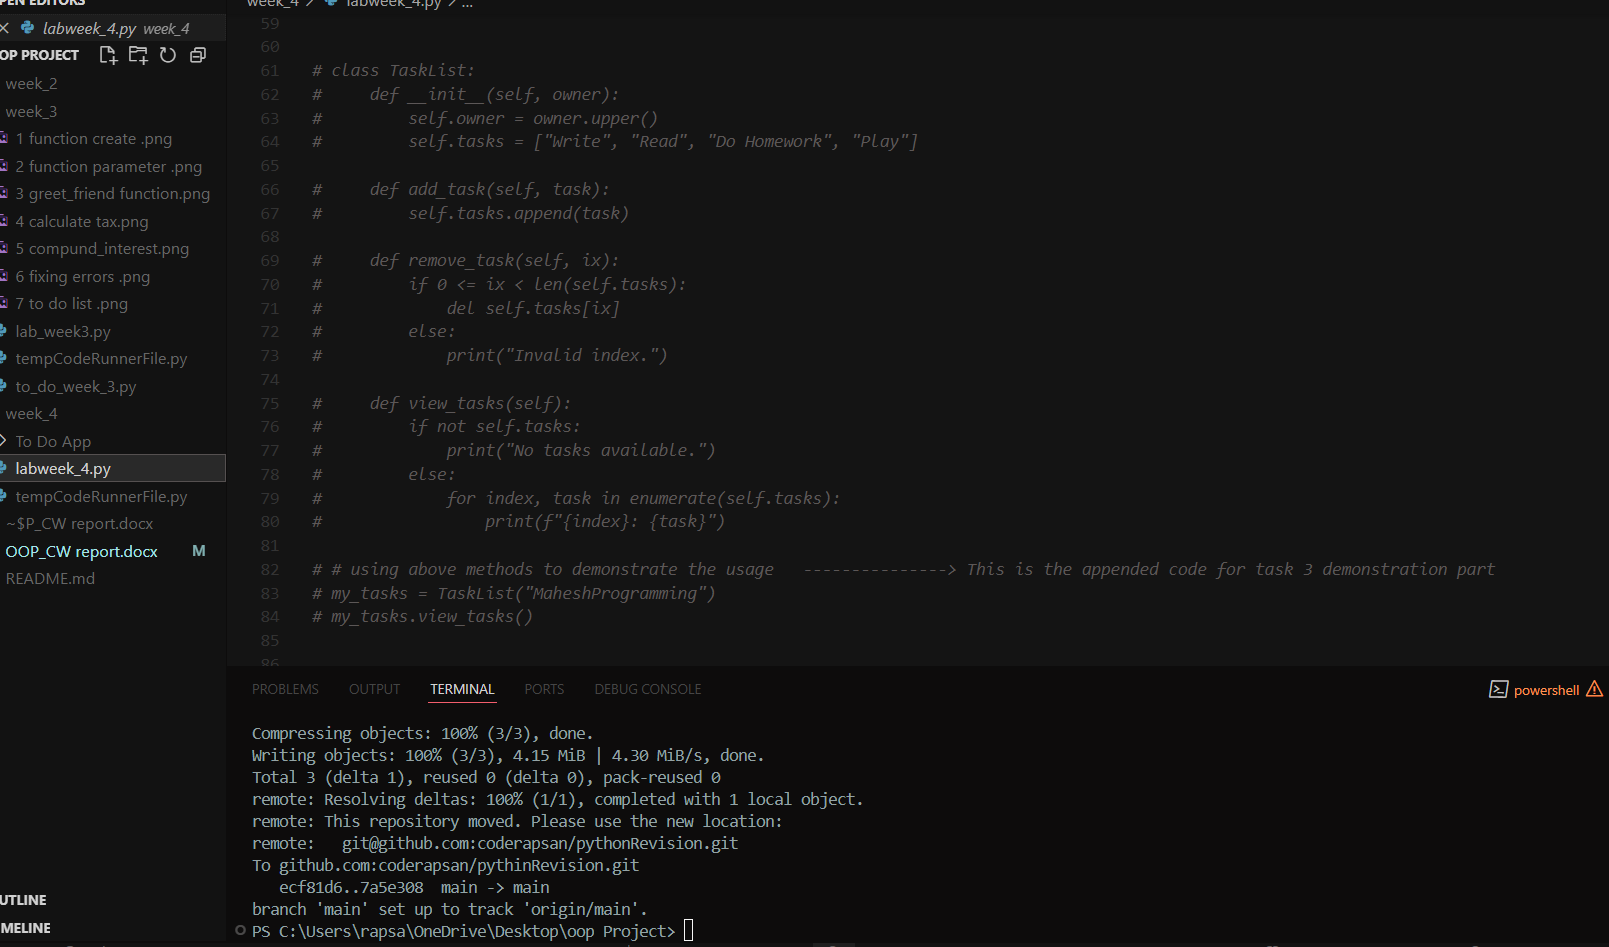 PEN EDITORS
labweek_4.py week_4
OP PROJECT
week_2
week_3
1 function create .png
2 function parameter .png
3 greet_friend function.png
4 calculate tax.png
5 compund_interest.png
6 fixing errors .png
7 to do list .png
lab_week3.py
tempCodeRunnerFile.py
to_do_week_3.py
week_4
To Do App
labweek_4.py
tempCodeRunnerFile.py
~$P_CW report.docx
OOP_CW report.docx M
README.md
UTLINE
MELINE
week_4 > labweek_4.py > ...
59
60
61 # class TaskList:
62 #     def __init__(self, owner):
63 #         self.owner = owner.upper()
64 #         self.tasks = ["Write", "Read", "Do Homework", "Play"]
65
66 #     def add_task(self, task):
67 #         self.tasks.append(task)
68
69 #     def remove_task(self, ix):
70 #         if 0 <= ix < len(self.tasks):
71 #             del self.tasks[ix]
72 #         else:
73 #             print("Invalid index.")
74
75 #     def view_tasks(self):
76 #         if not self.tasks:
77 #             print("No tasks available.")
78 #         else:
79 #             for index, task in enumerate(self.tasks):
80 #                 print(f"{index}: {task}")
81
82 # # using above methods to demonstrate the usage   ---------------> This is the appended code for task 3 demonstration part
83 # my_tasks = TaskList("MaheshProgramming")
84 # my_tasks.view_tasks()
85
86
PROBLEMS OUTPUT TERMINAL PORTS DEBUG CONSOLE powershell
Compressing objects: 100% (3/3), done.
Writing objects: 100% (3/3), 4.15 MiB | 4.30 MiB/s, done.
Total 3 (delta 1), reused 0 (delta 0), pack-reused 0
remote: Resolving deltas: 100% (1/1), completed with 1 local object.
remote: This repository moved. Please use the new location:
remote:   git@github.com:coderapsan/pythonRevision.git
To github.com:coderapsan/pythinRevision.git
   ecf81d6..7a5e308  main -> main
branch 'main' set up to track 'origin/main'.
PS C:\Users\rapsa\OneDrive\Desktop\oop Project>